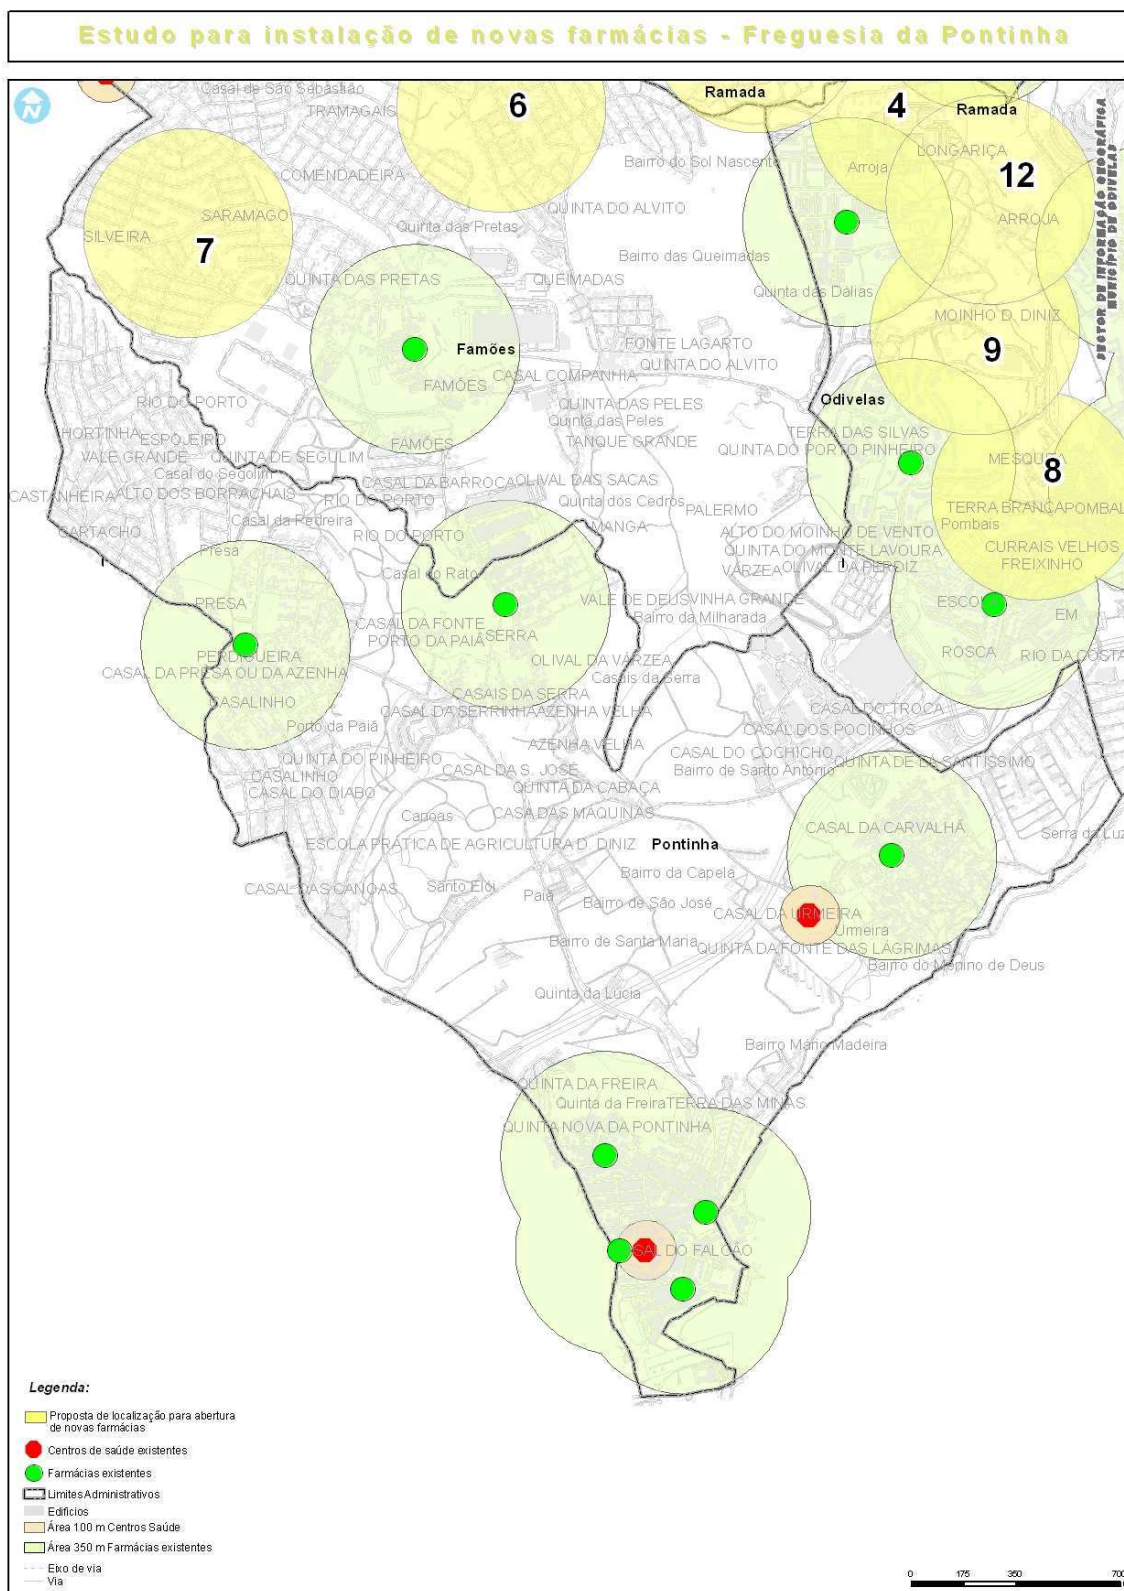 Estudo para instalação de novas farmácias - Freguesia da Pontinha
N
Casal de São Sebastião
TRAMAGAIS
6
Ramada
4
Ramada
COMENDADEIRA
Bairro do Sol Nascente
Arroja
LONGARIÇA
12
SARAMAGO
SILVEIRA
7
QUINTA DO ALVITO
Quinta das Pretas
ARROJA
SECTOR DE INFORMAÇÃO GEOGRÁFICA
MUNICÍPIO DE ODIVELAS
Bairro das Queimadas
QUINTA DAS PRETAS
QUEIMADAS
Quinta das Dálias
MOINHO D. DINIZ
9
Famões
FONTE LAGARTO
QUINTA DO ALVITO
CASAL COMPANHIA
FAMÕES
RIO DO PORTO
QUINTA DAS PELES
Quinta das Peles
Odivelas
HORTINHA
ESPOJEIRO
FAMÕES
TANQUE GRANDE
TERRA DAS SILVAS
QUINTA DO PORTO PINHEIRO
VALE GRANDE
QUINTA DE SEGULIM
MESQUITA
8
Casal do Segolim
CASAL DA BARROCA
OLIVAL DAS SACAS
CASTANHEIRA
ALTO DOS BORRACHAIS
RIO DO PORTO
Quinta dos Cedros
PALERMO
TERRA BRANCA
POMBAL
Casal da Pedreira
MANGA
Pombais
CARTACHO
RIO DO PORTO
ALTO DO MOINHO DE VENTO
Presa
QUINTA DO MONTE LAVOURA
CURRAIS VELHOS
Casal do Rato
VÁRZEA
OLIVAL DA PERDIZ
FREIXINHO
PRESA
VALE DE DEUS
VINHA GRANDE
EM
CASAL DA FONTE
Bairro da Milharada
PORTO DA PAIÃ
SERRA
PERDIGUEIRA
OLIVAL DA VÁRZEA
ROSCA
RIO DA COSTA
CASAL DA PRESA OU DA AZENHA
Casais da Serra
CASALINHO
CASAIS DA SERRA
CASAL DA SERRINHA
AZENHA VELHA
CASAL DO TROCA
Porto da Paiã
CASAL DOS POCINHOS
AZENHA VELHA
CASAL DO COCHICHO
QUINTA DO PINHEIRO
CASAL DA S. JOSÉ
Bairro de Santo António
CASALINHO
QUINTA DA CABAÇA
CASAL DO DIABO
CASA DAS MAQUINAS
Canoas
CASAL DA CARVALHÃ
Serra da Luz
ESCOLA PRÁTICA DE AGRICULTURA D. DINIZ
Pontinha
Bairro da Capela
CASAL DAS CANOAS
Santo Eloi
Paiã
Bairro de São José
CASAL DA URMEIRA
Urmeira
Bairro de Santa Maria
QUINTA DA FONTE DAS LÁGRIMAS
Bairro do Menino de Deus
Quinta da Lúcia
Bairro Mário Madeira
QUINTA DA FREIRA
Quinta da Freira
TERRA DAS MINAS
QUINTA NOVA DA PONTINHA
SAL DO FALCÃO
Legenda:
Proposta de localização para abertura
de novas farmácias
Centros de saúde existentes
Farmácias existentes
Limites Administrativos
Edificios
Área 100 m Centros Saúde
Área 350 m Farmácias existentes
Eixo de via
Via
0 175 350 700